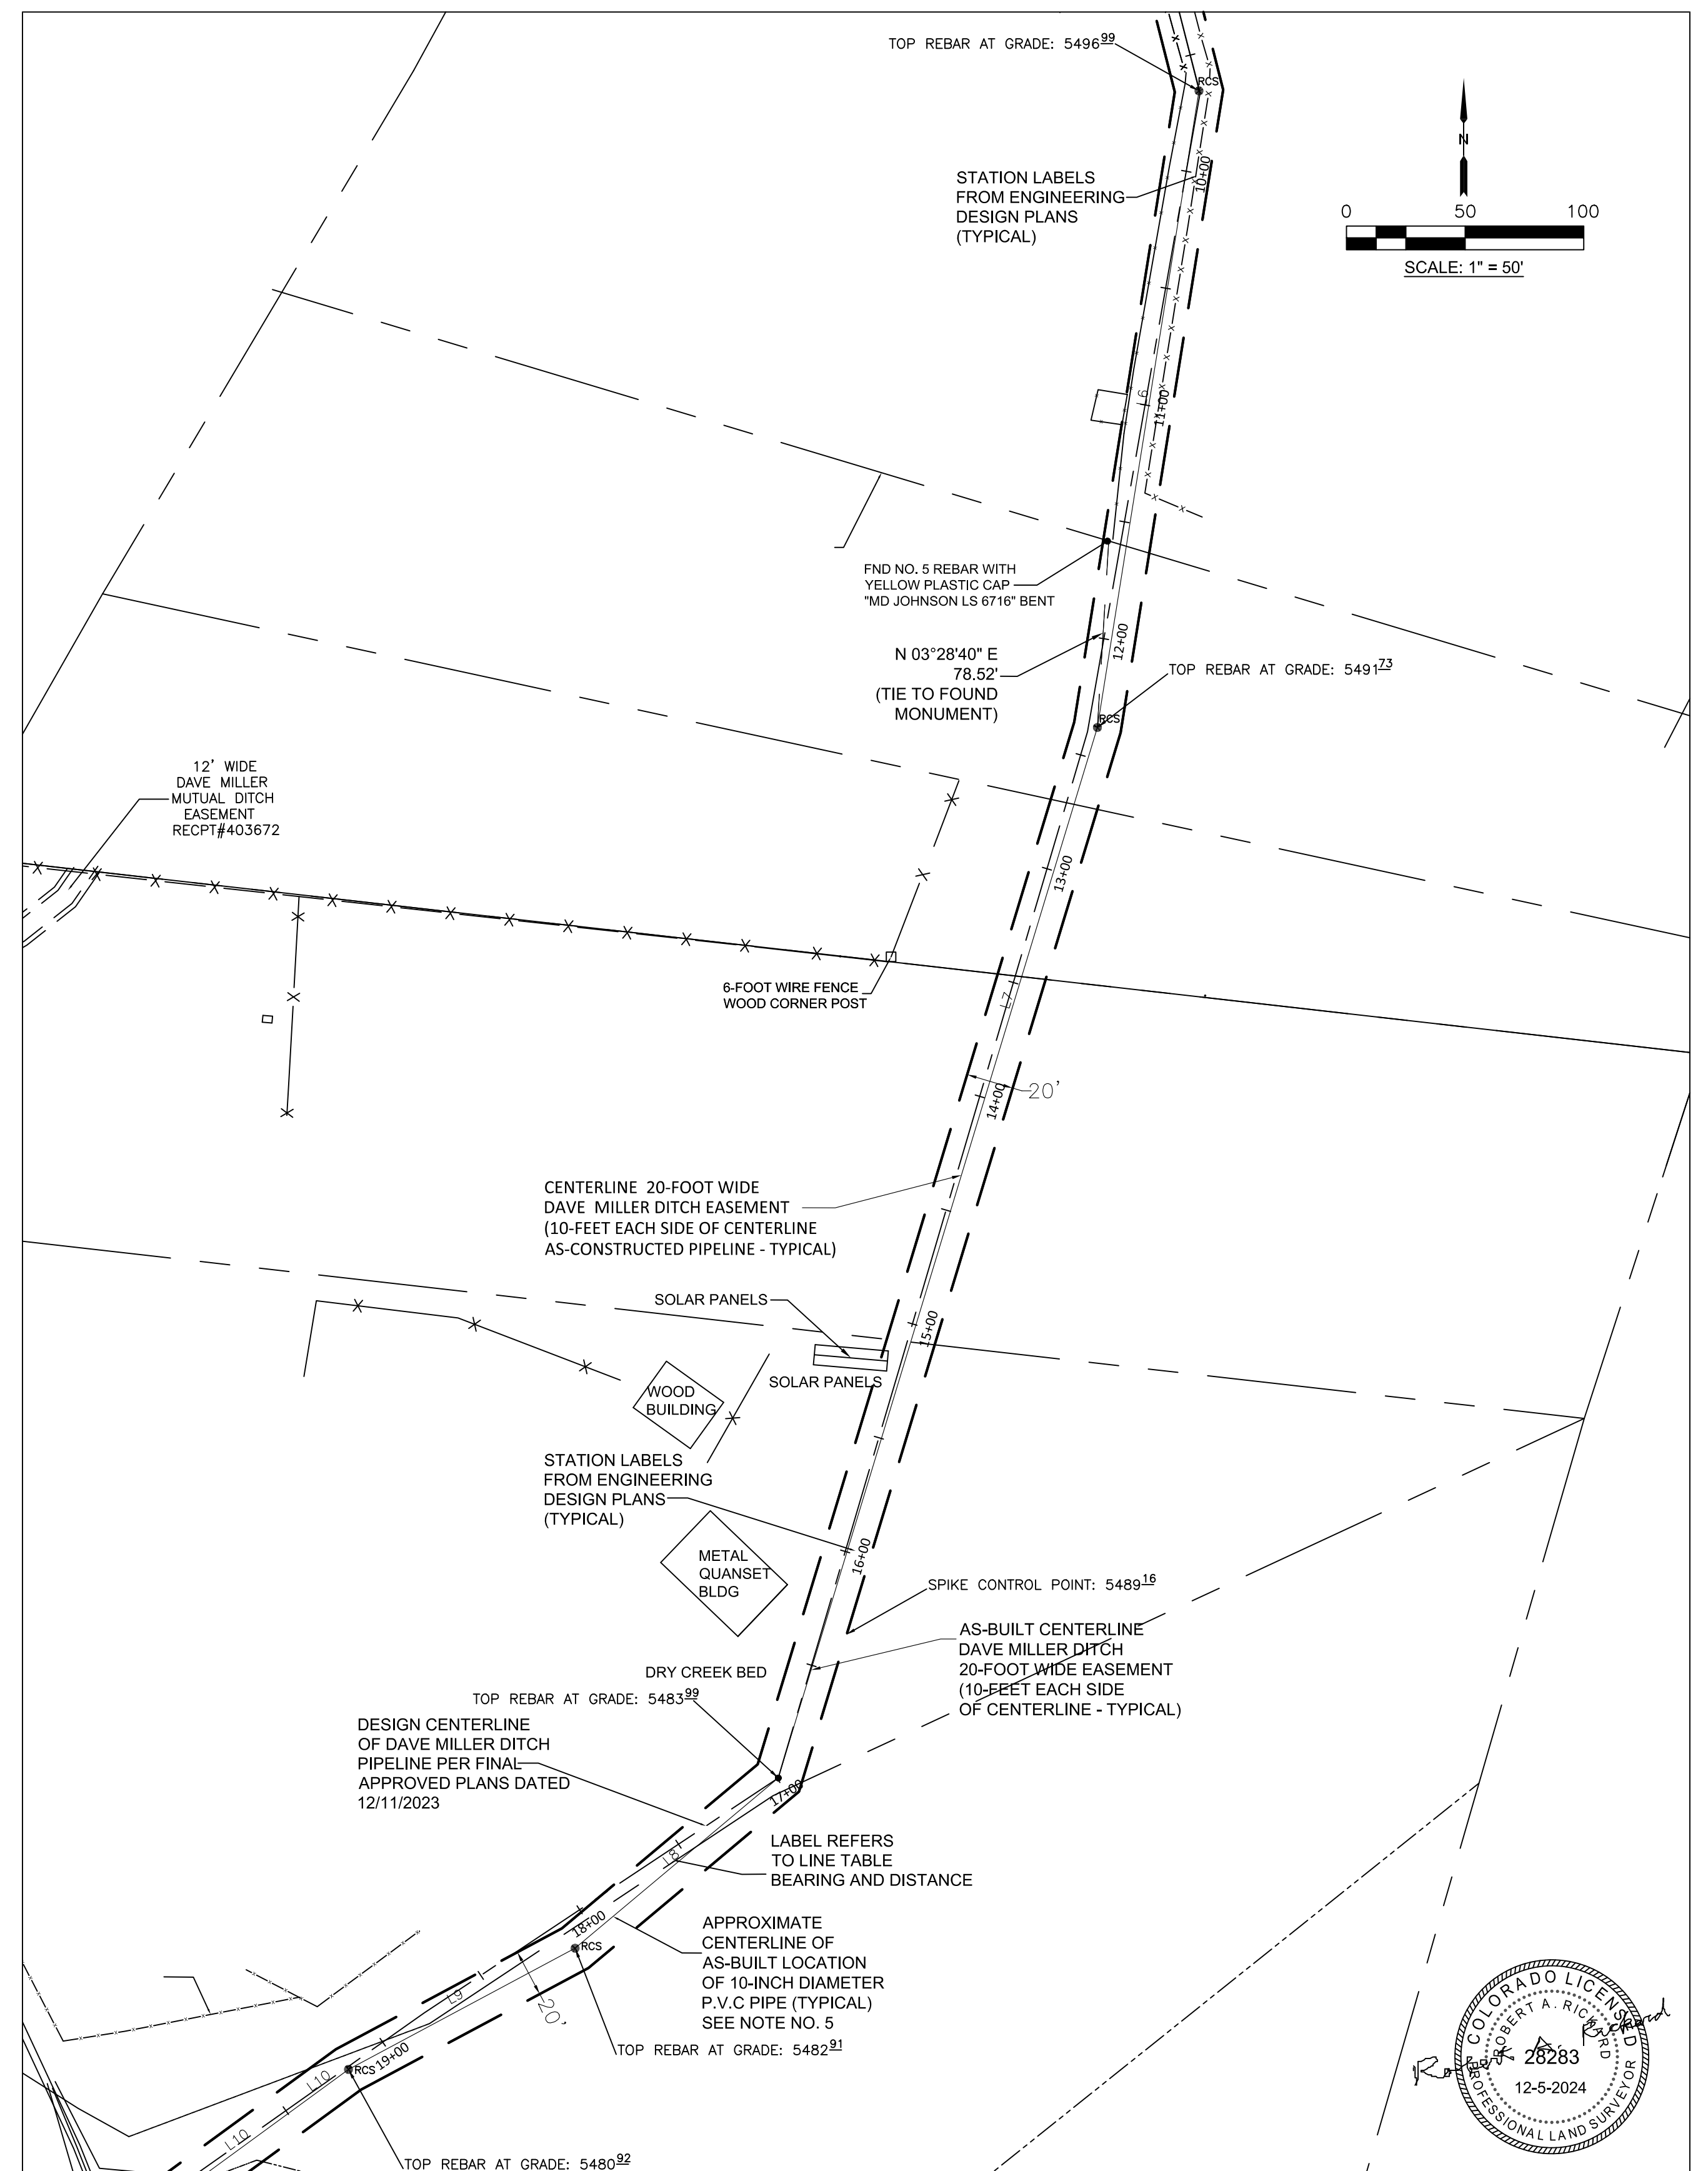 TOP REBAR AT GRADE: 5496 99
RCS
N
0 50 100
SCALE: 1" = 50'
STATION LABELS
FROM ENGINEERING
DESIGN PLANS
(TYPICAL)
10+00
L6
11+00
FND NO. 5 REBAR WITH
YELLOW PLASTIC CAP
"MD JOHNSON LS 6716" BENT
12+00
N 03°28'40" E
78.52'
(TIE TO FOUND
MONUMENT)
TOP REBAR AT GRADE: 5491 73
RCS
12' WIDE
DAVE MILLER
MUTUAL DITCH
EASEMENT
RECPT#403672
13+00
6-FOOT WIRE FENCE
WOOD CORNER POST
L7
20'
14+00
CENTERLINE 20-FOOT WIDE
DAVE MILLER DITCH EASEMENT
(10-FEET EACH SIDE OF CENTERLINE
AS-CONSTRUCTED PIPELINE - TYPICAL)
SOLAR PANELS
15+00
SOLAR PANELS
WOOD
BUILDING
STATION LABELS
FROM ENGINEERING
DESIGN PLANS
(TYPICAL)
16+00
METAL
QUANSET
BLDG
SPIKE CONTROL POINT: 5489 16
AS-BUILT CENTERLINE
DAVE MILLER DITCH
20-FOOT WIDE EASEMENT
(10-FEET EACH SIDE
OF CENTERLINE - TYPICAL)
DRY CREEK BED
TOP REBAR AT GRADE: 5483 99
DESIGN CENTERLINE
OF DAVE MILLER DITCH
PIPELINE PER FINAL
APPROVED PLANS DATED
12/11/2023
17+00
L8
LABEL REFERS
TO LINE TABLE
BEARING AND DISTANCE
18+00
RCS
APPROXIMATE
CENTERLINE OF
AS-BUILT LOCATION
OF 10-INCH DIAMETER
P.V.C PIPE (TYPICAL)
SEE NOTE NO. 5
L9
20'
TOP REBAR AT GRADE: 5482 91
19+00
RCS
L10
L10
TOP REBAR AT GRADE: 5480 92
COLORADO LICENSED
ROBERT A. RICKARD
28283
12-5-2024
PROFESSIONAL LAND SURVEYOR